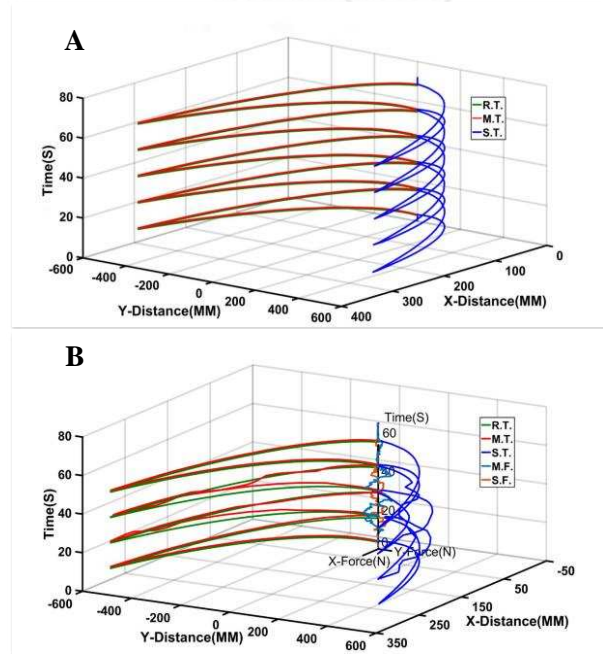 A
80
60
40
20
0
Time(S)
-600
-400
-200
0
200
400
600
Y-Distance(MM)
400
300
200
100
0
X-Distance(MM)
R.T.
M.T.
S.T.
B
80
60
40
20
0
Time(S)
-600
-400
-200
0
200
400
600
Y-Distance(MM)
350
250
150
50
-50
X-Distance(MM)
Time(S)
60
40
20
0
X-Force(N)
Y-Force(N)
R.T.
M.T.
S.T.
M.F.
S.F.